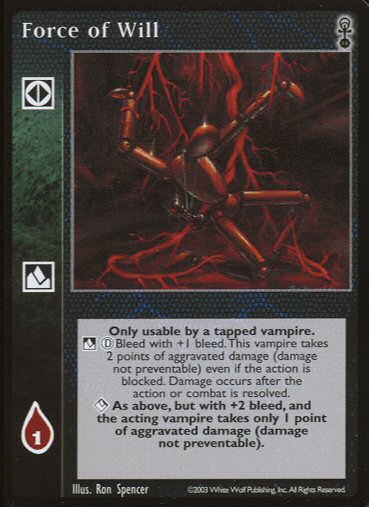 Force of Will
Only usable by a tapped vampire.
D Bleed with +1 bleed. This vampire takes
2 points of aggravated damage (damage
not preventable) even if the action is
blocked. Damage occurs after the
action or combat is resolved.
As above, but with +2 bleed, and
the acting vampire takes only 1 point
of aggravated damage (damage
not preventable).
1
Illus. Ron Spencer ©2003 White Wolf Publishing, Inc. All Rights Reserved.